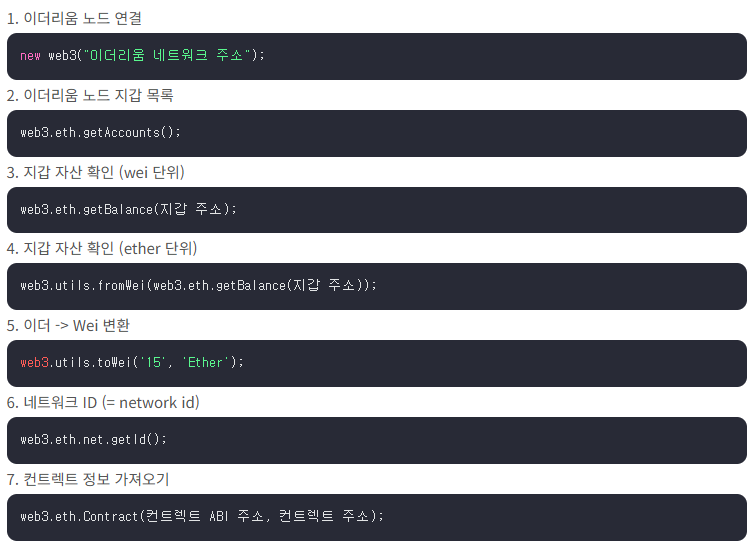 1. 이더리움 노드 연결
new web3("이더리움 네트워크 주소");
2. 이더리움 노드 지갑 목록
web3.eth.getAccounts();
3. 지갑 자산 확인 (wei 단위)
web3.eth.getBalance(지갑 주소);
4. 지갑 자산 확인 (ether 단위)
web3.utils.fromWei(web3.eth.getBalance(지갑 주소));
5. 이더 -> Wei 변환
web3.utils.toWei('15', 'Ether');
6. 네트워크 ID (= network id)
web3.eth.net.getId();
7. 컨트렉트 정보 가져오기
web3.eth.Contract(컨트렉트 ABI 주소, 컨트렉트 주소);